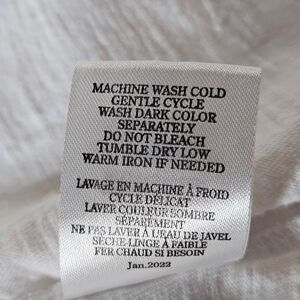 MACHINE WASH COLD
GENTLE CYCLE
WASH DARK COLOR
SEPARATELY
DO NOT BLEACH
TUMBLE DRY LOW
WARM IRON IF NEEDED
LAVAGE EN MACHINE À FROID
CYCLE DÉLICAT
LAVER COULEUR SOMBRE
SÉPARÉMENT
NE PAS LAVER À L'EAU DE JAVEL
SÈCHE-LINGE À FAIBLE
FER CHAUD SI BESOIN
Jan.2022